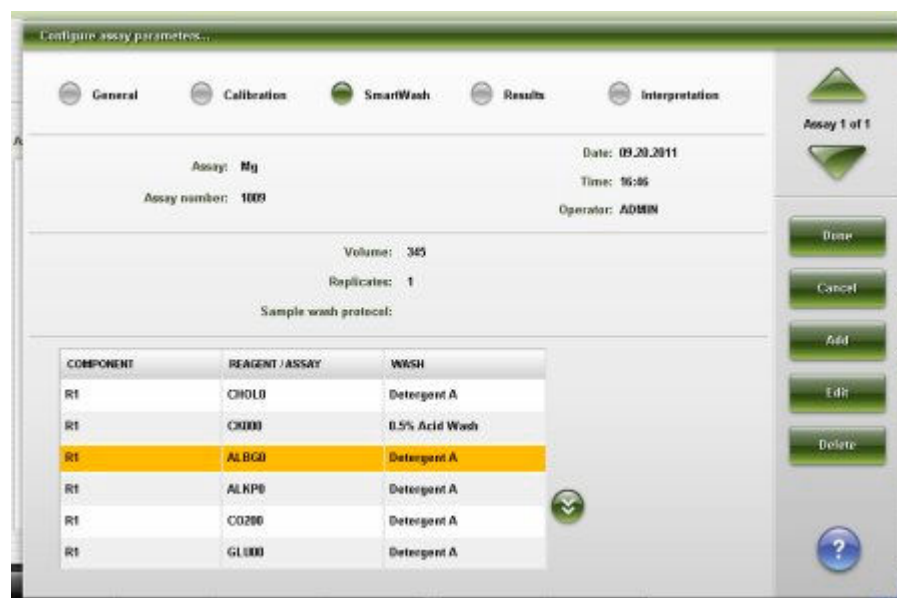 Configure assay parameters...
General Calibration SmartWash Results Interpretation
Assay 1 of 1
Assay: Mg
Assay number: 1009
Date: 09.20.2011
Time: 16:46
Operator: ADMIN
Volume: 345
Replicates: 1
Sample wash protocol:
COMPONENT REAGENT / ASSAY WASH
R1 CHOL0 Detergent A
R1 CK000 0.5% Acid Wash
R1 ALBG0 Detergent A
R1 ALKP0 Detergent A
R1 CO200 Detergent A
R1 GLU00 Detergent A
Done
Cancel
Add
Edit
Delete
?